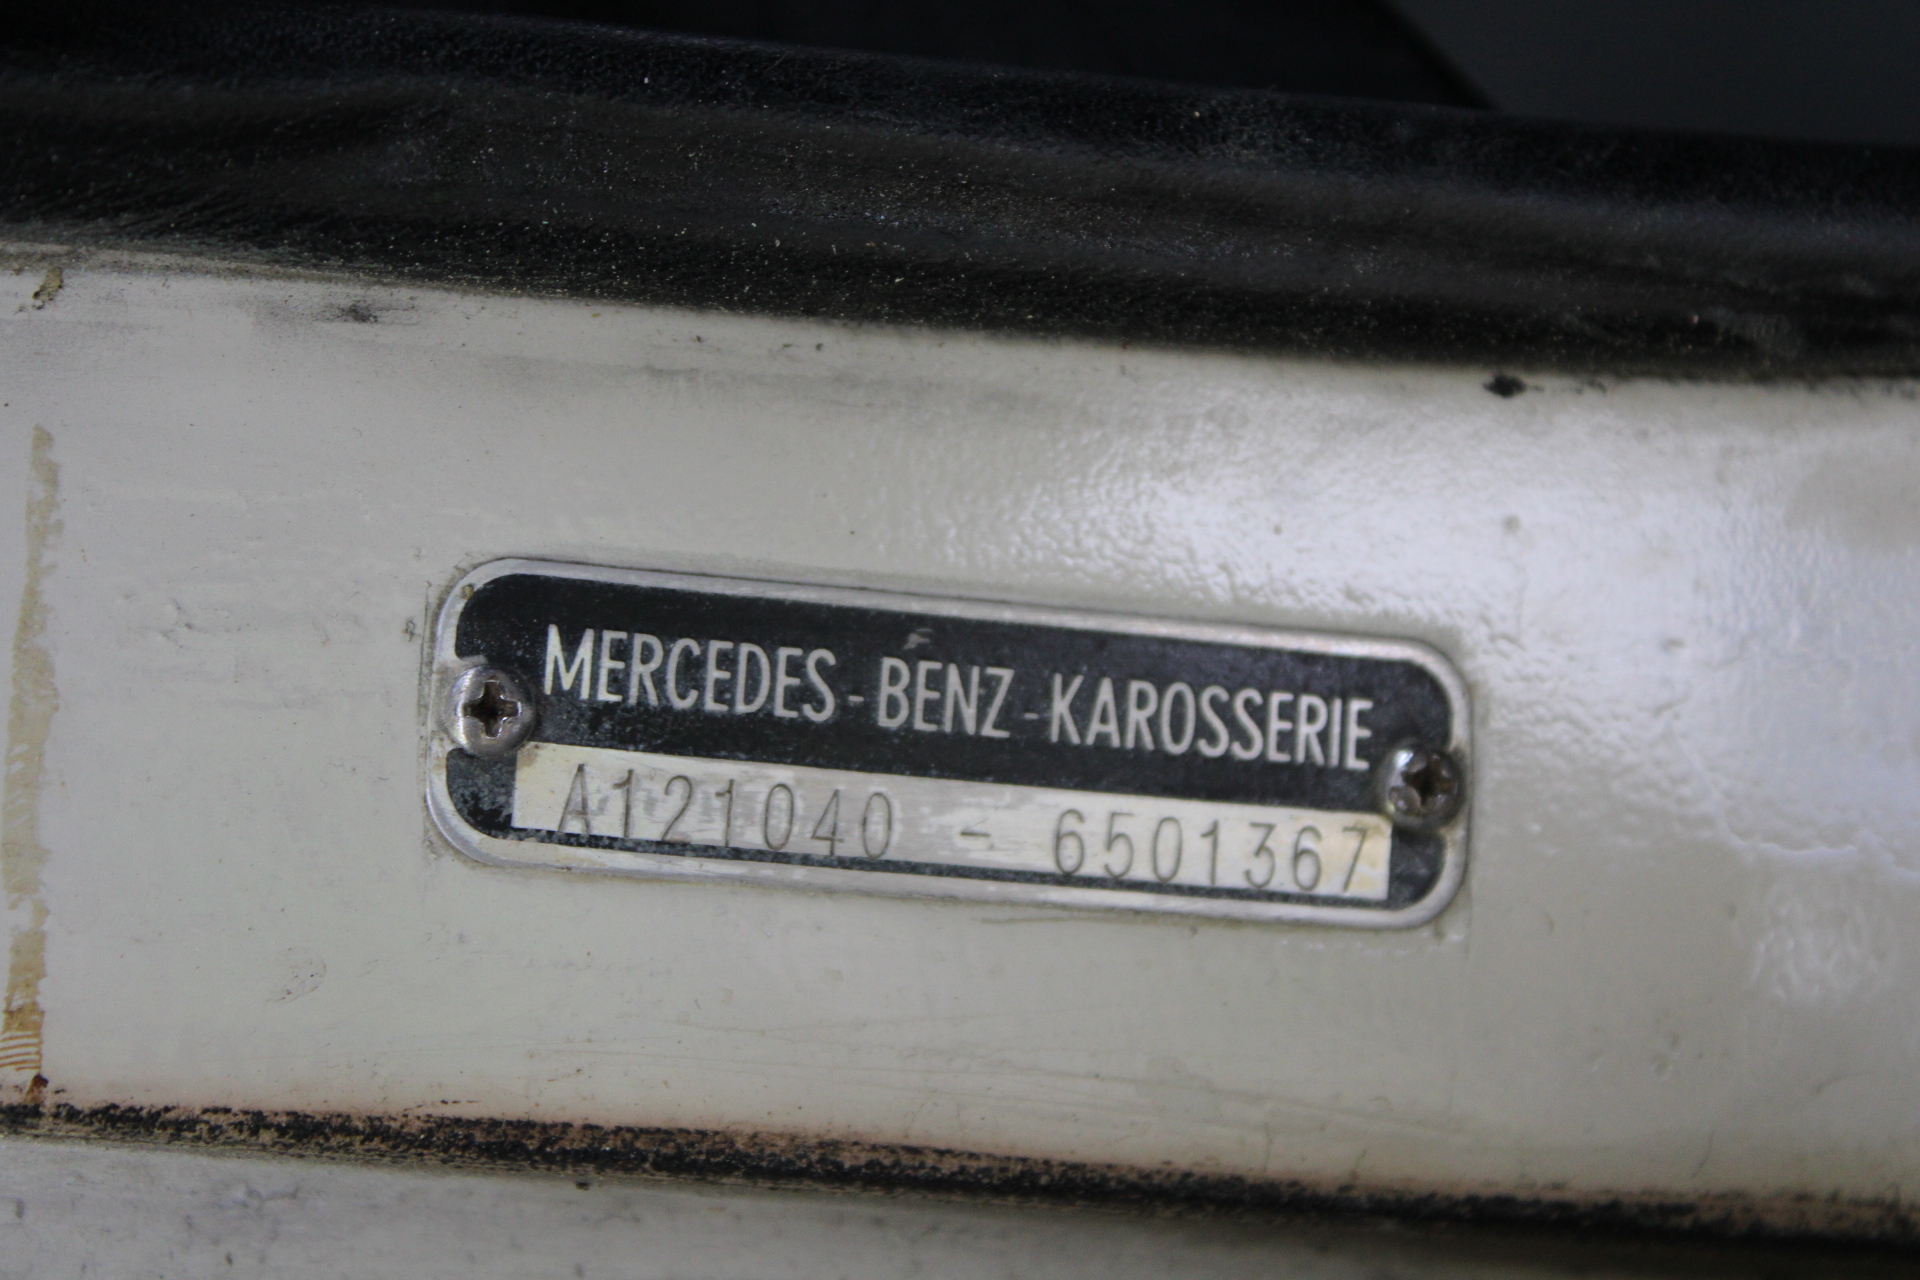 MERCEDES-BENZ-KAROSSERIE
A121040 - 6501367